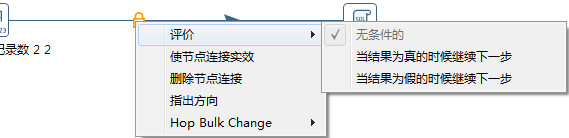 23
SQL
记录数 2 2
评价
使节点连接实效
删除节点连接
指出方向
Hop Bulk Change
无条件的
当结果为真的时候继续下一步
当结果为假的时候继续下一步